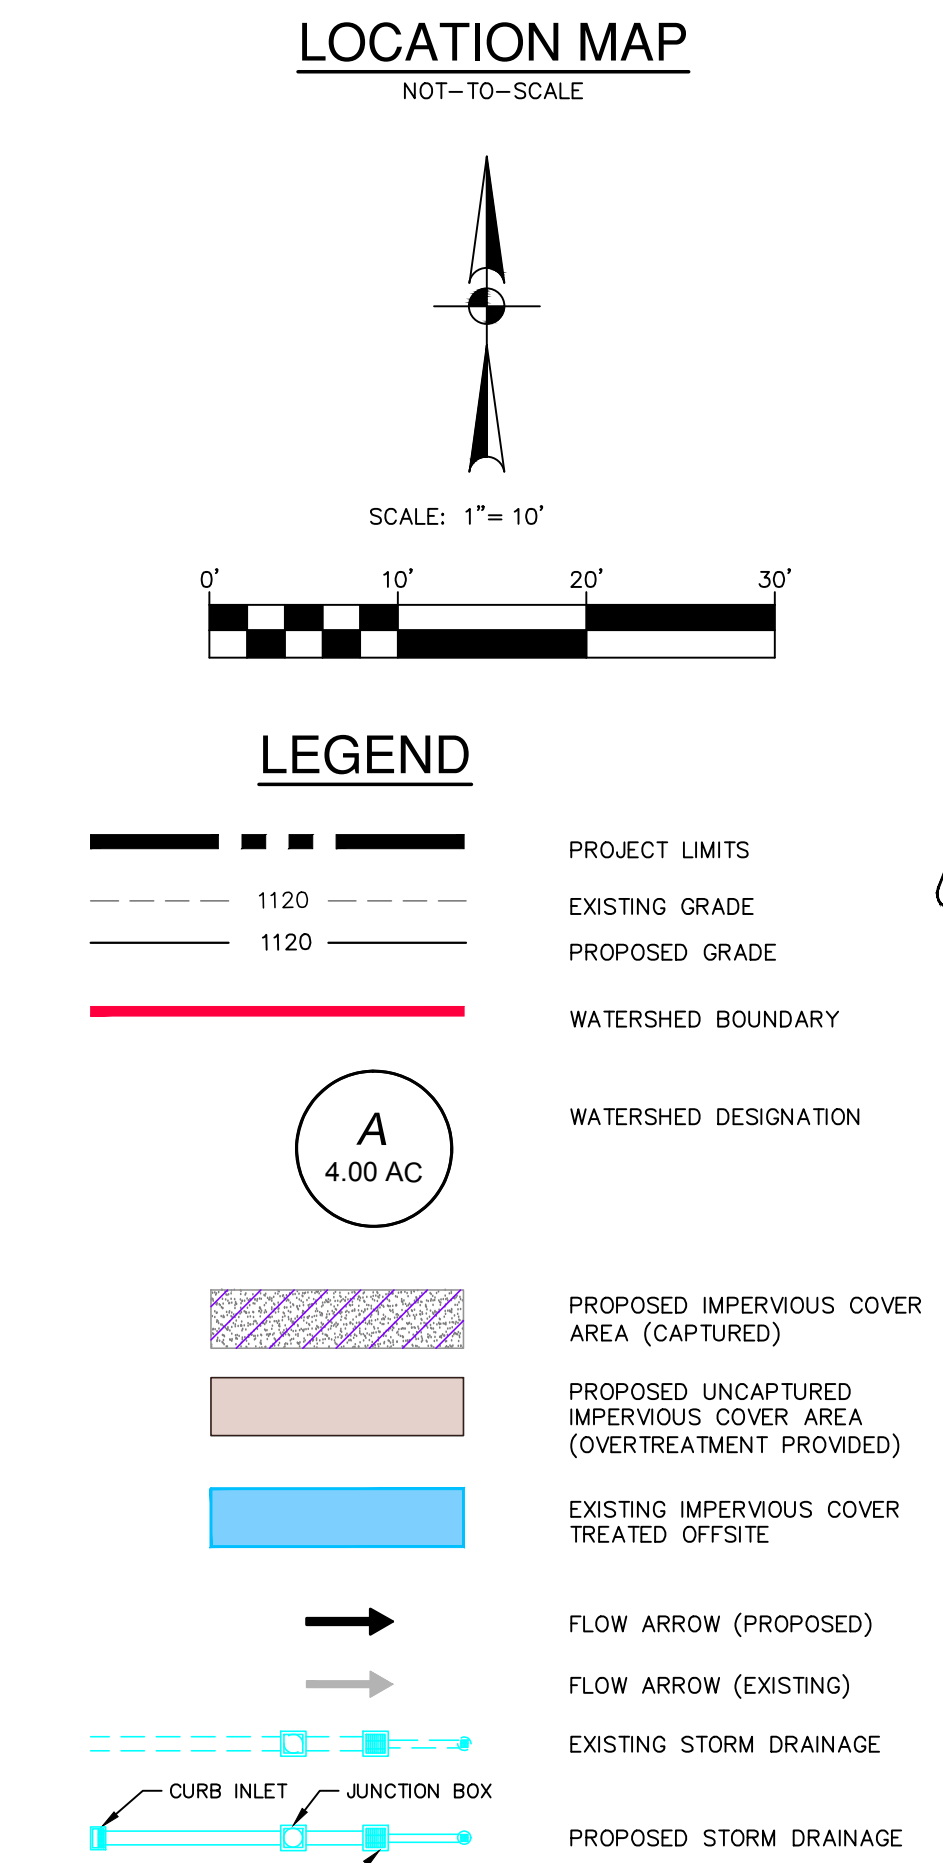 LOCATION MAP
NOT-TO-SCALE
SCALE: 1"= 10'
0' 10' 20' 30'
LEGEND
PROJECT LIMITS
1120 EXISTING GRADE
1120 PROPOSED GRADE
WATERSHED BOUNDARY
A
4.00 AC
WATERSHED DESIGNATION
PROPOSED IMPERVIOUS COVER
AREA (CAPTURED)
PROPOSED UNCAPTURED
IMPERVIOUS COVER AREA
(OVERTREATMENT PROVIDED)
EXISTING IMPERVIOUS COVER
TREATED OFFSITE
FLOW ARROW (PROPOSED)
FLOW ARROW (EXISTING)
EXISTING STORM DRAINAGE
CURB INLET JUNCTION BOX
PROPOSED STORM DRAINAGE